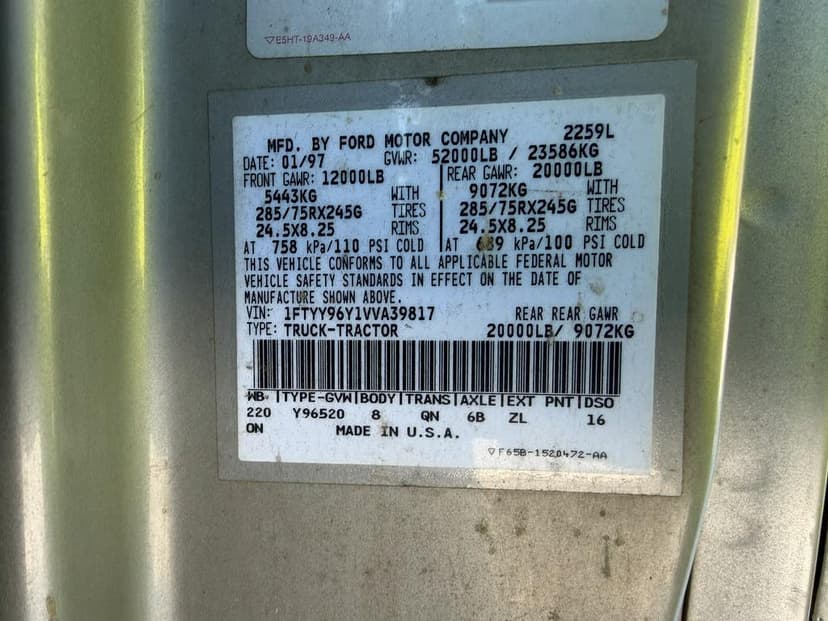 ▽E5HT-19A349-AA
MFD. BY FORD MOTOR COMPANY 2259L
DATE: 01/97 GVWR: 52000LB / 23586KG
FRONT GAWR: 12000LB REAR GAWR: 20000LB
5443KG WITH 9072KG WITH
285/75RX245G TIRES 285/75RX245G TIRES
24.5X8.25 RIMS 24.5X8.25 RIMS
AT 758 kPa/110 PSI COLD AT 689 kPa/100 PSI COLD
THIS VEHICLE CONFORMS TO ALL APPLICABLE FEDERAL MOTOR
VEHICLE SAFETY STANDARDS IN EFFECT ON THE DATE OF
MANUFACTURE SHOWN ABOVE.
VIN: 1FTYY96Y1VVA39817 REAR REAR GAWR
TYPE: TRUCK-TRACTOR 20000LB/ 9072KG
WB |TYPE-GVW|BODY|TRANS|AXLE|EXT PNT|DSO
220 Y96520 8 QN 6B ZL 16
ON MADE IN U.S.A.
▽F65B-1520472-AA